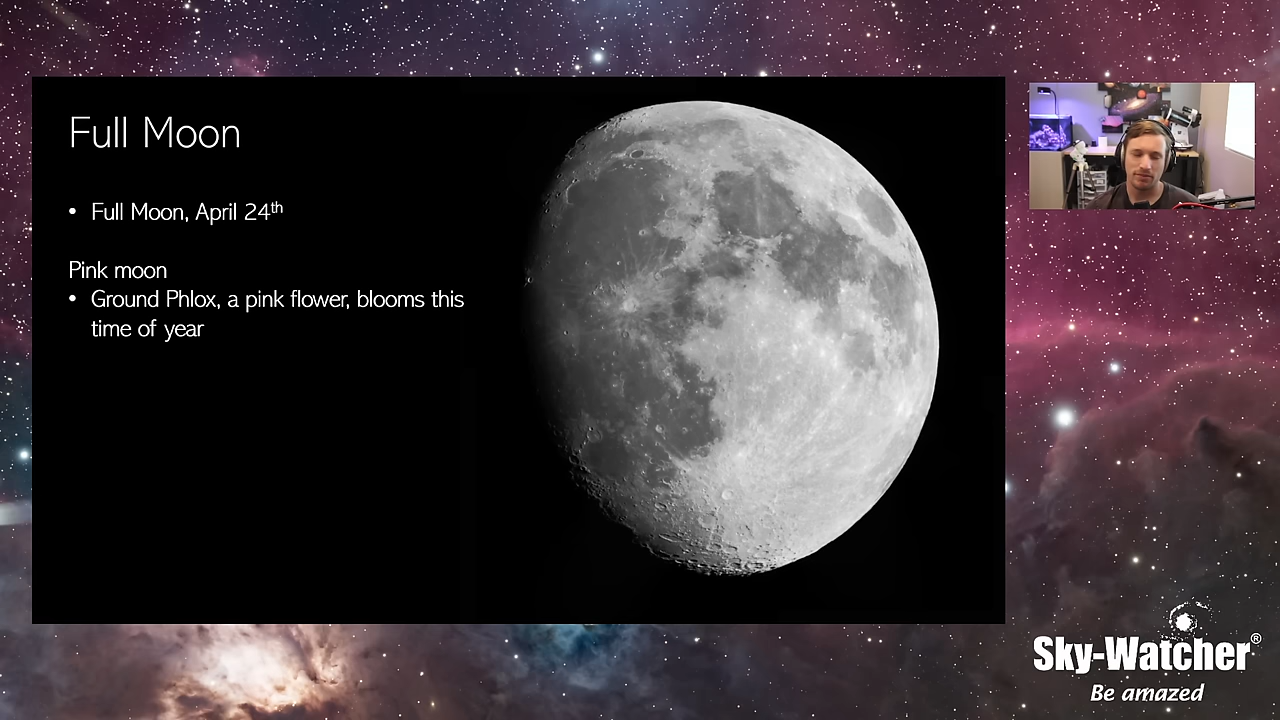 Full Moon
• Full Moon, April 24th
Pink moon
• Ground Phlox, a pink flower, blooms this
time of year
Sky-Watcher®
Be amazed